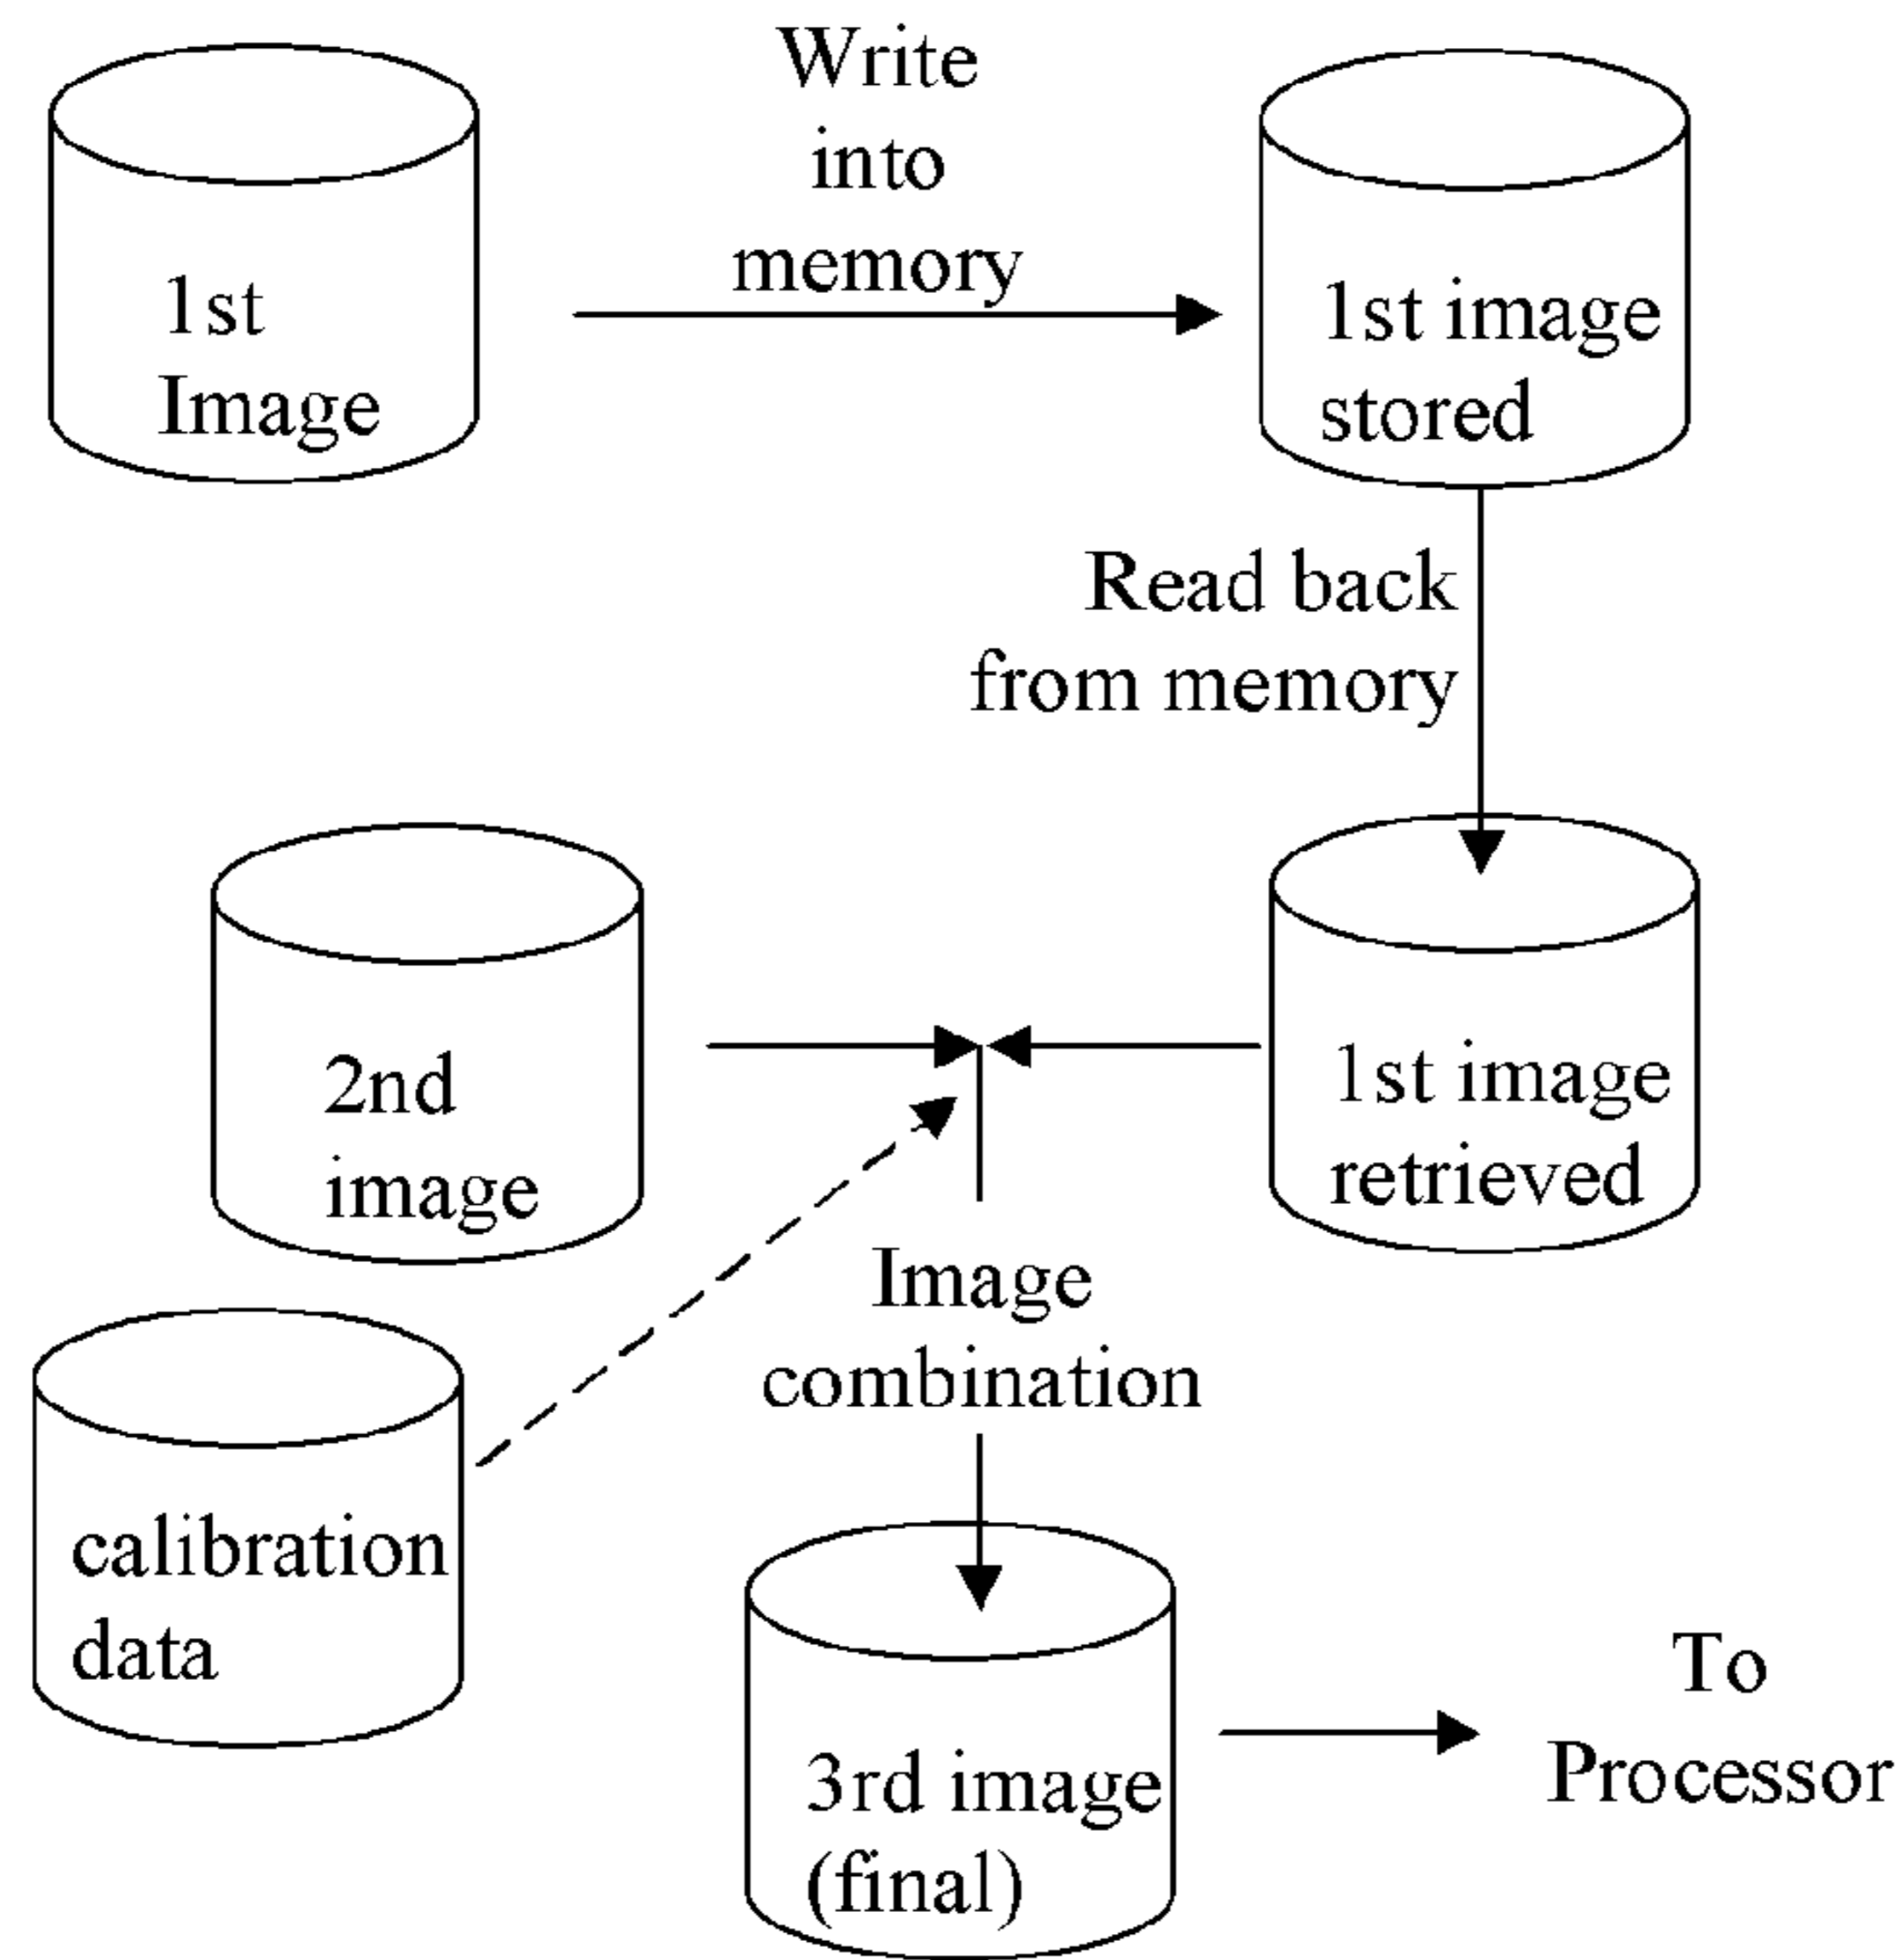 Write
into
memory
1st
Image
1st image
stored
Read back
from memory
2nd
image
1st image
retrieved
Image
combination
calibration
data
3rd image
(final)
To
Processor